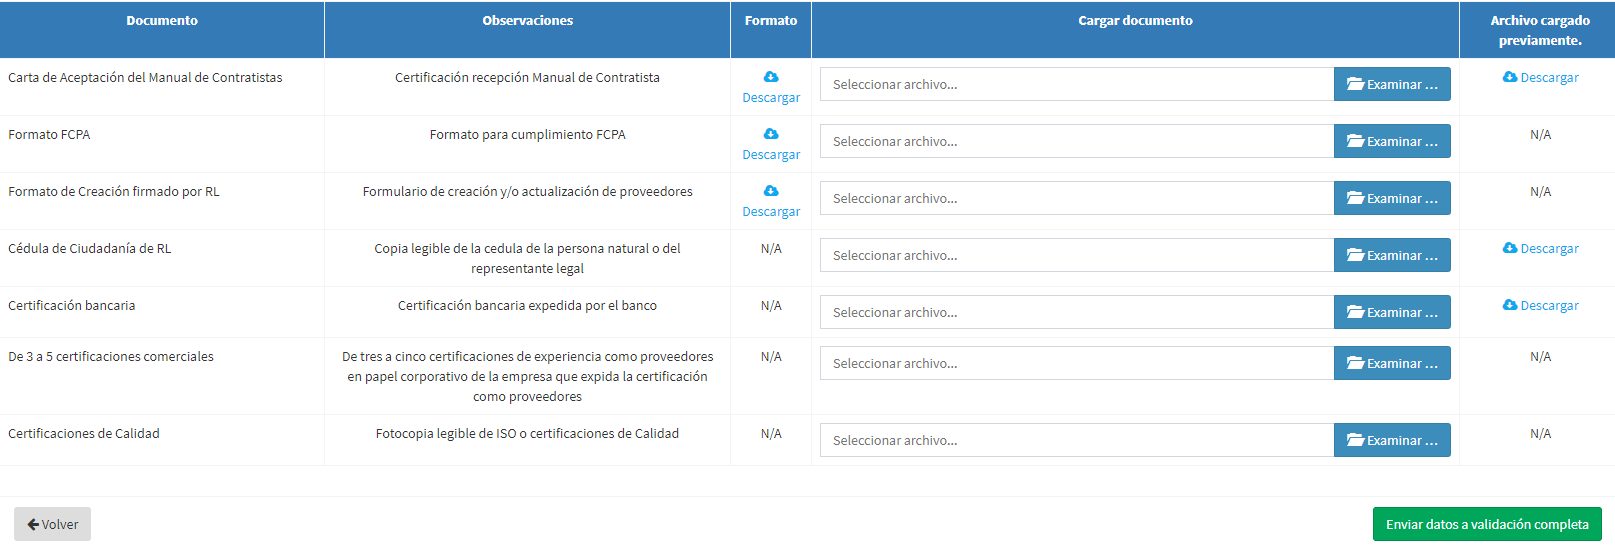 Documento Observaciones Formato Cargar documento Archivo cargado
previamente.
Carta de Aceptación del Manual de Contratistas Certificación recepción Manual de Contratista Descargar Seleccionar archivo... Examinar ... Descargar
Formato FCPA Formato para cumplimiento FCPA Descargar Seleccionar archivo... Examinar ... N/A
Formato de Creación firmado por RL Formulario de creación y/o actualización de proveedores Descargar Seleccionar archivo... Examinar ... N/A
Cédula de Ciudadanía de RL Copia legible de la cedula de la persona natural o del N/A Seleccionar archivo... Examinar ... Descargar
representante legal
Certificación bancaria Certificación bancaria expedida por el banco N/A Seleccionar archivo... Examinar ... Descargar
De 3 a 5 certificaciones comerciales De tres a cinco certificaciones de experiencia como proveedores N/A Seleccionar archivo... Examinar ... N/A
en papel corporativo de la empresa que expida la certificación
como proveedores
Certificaciones de Calidad Fotocopia legible de ISO o certificaciones de Calidad N/A Seleccionar archivo... Examinar ... N/A
Volver Enviar datos a validación completa